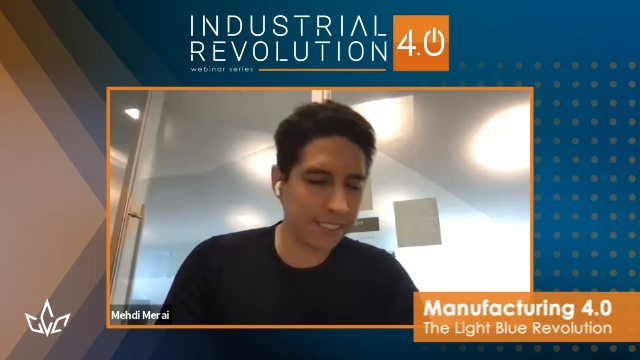 INDUSTRIAL
REVOLUTION 4.0
webinar series
Mehdi Merai
Manufacturing 4.0
The Light Blue Revolution